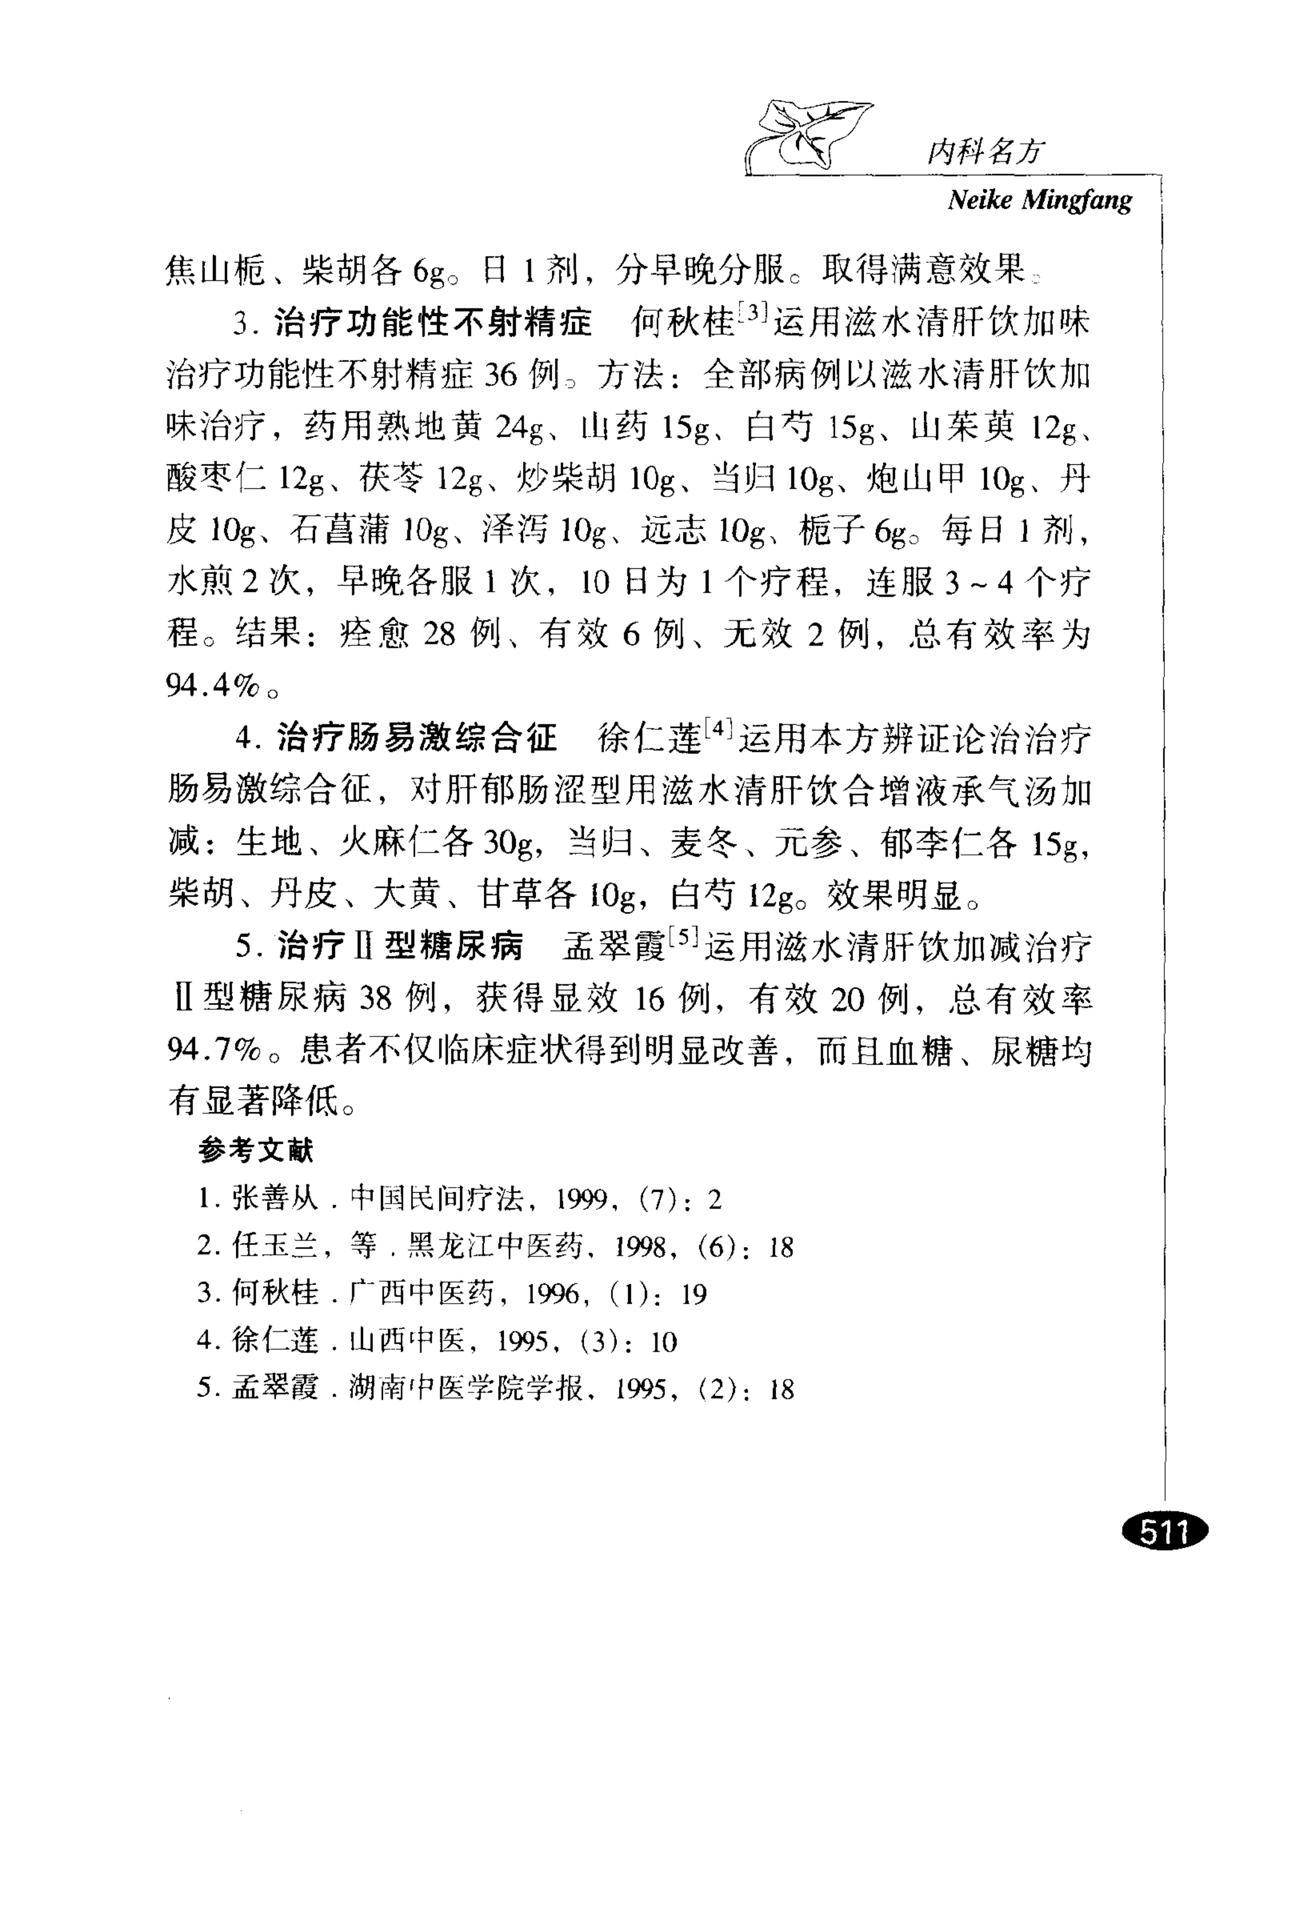 内科名方
Neike Mingfang
焦山栀、柴胡各 6g。日 1 剂，分早晚分服。取得满意效果。
3. 治疗功能性不射精症　何秋桂[3]运用滋水清肝饮加味
治疗功能性不射精症 36 例。方法：全部病例以滋水清肝饮加
味治疗，药用熟地黄 24g、山药 15g、白芍 15g、山茱萸 12g、
酸枣仁 12g、茯苓 12g、炒柴胡 10g、当归 10g、炮山甲 10g、丹
皮 10g、石菖蒲 10g、泽泻 10g、远志 10g、栀子 6g。每日 1 剂，
水煎 2 次，早晚各服 1 次，10 日为 1 个疗程，连服 3～4 个疗
程。结果：痊愈 28 例、有效 6 例、无效 2 例，总有效率为
94.4%。
4. 治疗肠易激综合征　徐仁莲[4]运用本方辨证论治治疗
肠易激综合征，对肝郁肠涩型用滋水清肝饮合增液承气汤加
减：生地、火麻仁各 30g，当归、麦冬、元参、郁李仁各 15g，
柴胡、丹皮、大黄、甘草各 10g，白芍 12g。效果明显。
5. 治疗Ⅱ型糖尿病　孟翠霞[5]运用滋水清肝饮加减治疗
Ⅱ型糖尿病 38 例，获得显效 16 例，有效 20 例，总有效率
94.7%。患者不仅临床症状得到明显改善，而且血糖、尿糖均
有显著降低。
参考文献
1. 张善从．中国民间疗法，1999，(7)：2
2. 任玉兰，等．黑龙江中医药，1998，(6)：18
3. 何秋桂．广西中医药，1996，(1)：19
4. 徐仁莲．山西中医，1995，(3)：10
5. 孟翠霞．湖南中医学院学报，1995，(2)：18
511